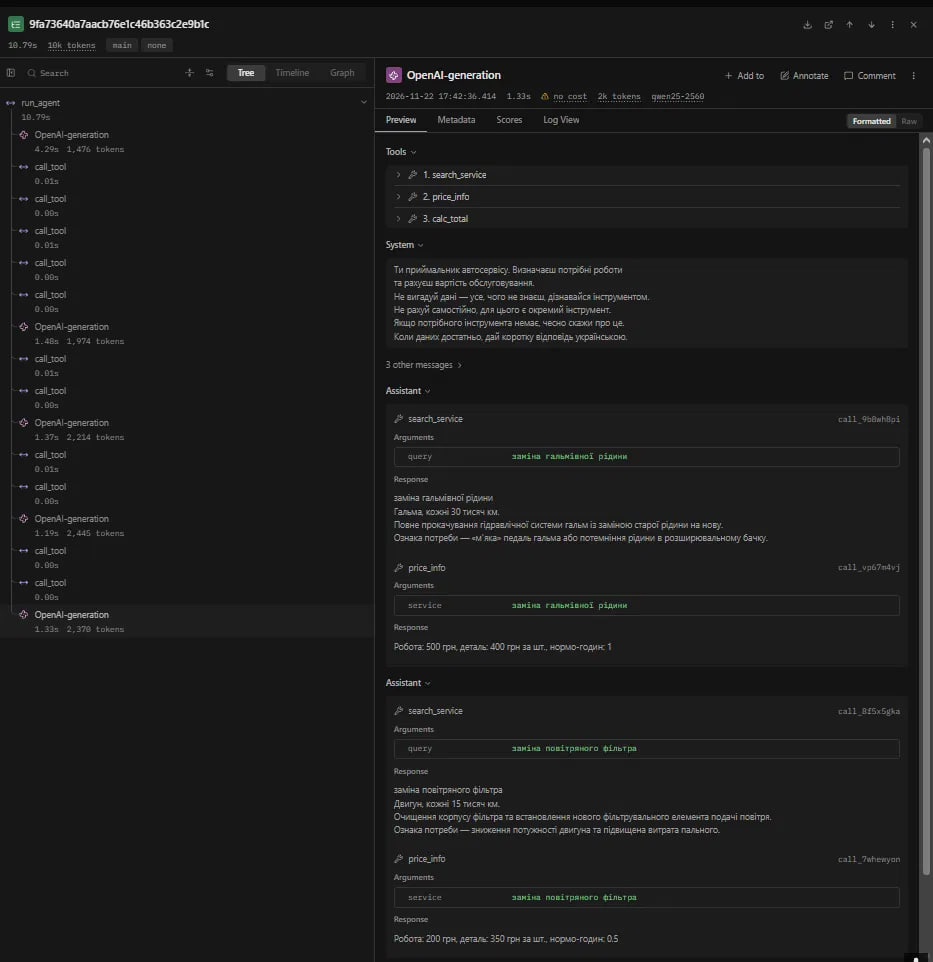 9fa73640a7aacb76e1c46b363c2e9b1c
10.79s 10k tokens main none
Search Tree Timeline Graph
run_agent
10.79s
OpenAI-generation
4.29s 1,476 tokens
call_tool
0.01s
call_tool
0.00s
call_tool
0.01s
call_tool
0.00s
call_tool
0.00s
OpenAI-generation
1.48s 1,974 tokens
call_tool
0.01s
call_tool
0.00s
OpenAI-generation
1.37s 2,214 tokens
call_tool
0.01s
call_tool
0.00s
OpenAI-generation
1.19s 2,445 tokens
call_tool
0.00s
call_tool
0.00s
OpenAI-generation
1.33s 2,370 tokens
OpenAI-generation
Add to Annotate Comment
2026-11-22 17:42:36.414 1.33s no cost 2k tokens qwen25-2560
Preview Metadata Scores Log View
Formatted Raw
Tools
1. search_service
2. price_info
3. calc_total
System
Ти приймальник автосервісу. Визначаєш потрібні роботи
та рахуєш вартість обслуговування.
Не вигадуй дані — усе, чого не знаєш, дізнавайся інструментом.
Не рахуй самостійно, для цього є окремий інструмент.
Якщо потрібного інструмента немає, чесно скажи про це.
Коли даних достатньо, дай коротку відповідь українською.
3 other messages
Assistant
search_service call_9b8wh8pi
Arguments
query заміна гальмівної рідини
Response
заміна гальмівної рідини
Гальма, кожні 30 тисяч км.
Повне прокачування гідравлічної системи гальм із заміною старої рідини на нову.
Ознака потреби — «м'яка» педаль гальма або потемніння рідини в розширювальному бачку.
price_info call_vp67m4vj
Arguments
service заміна гальмівної рідини
Response
Робота: 500 грн, деталь: 400 грн за шт., нормо-годин: 1
Assistant
search_service call_8f5x5gka
Arguments
query заміна повітряного фільтра
Response
заміна повітряного фільтра
Двигун, кожні 15 тисяч км.
Очищення корпусу фільтра та встановлення нового фільтрувального елемента подачі повітря.
Ознака потреби — зниження потужності двигуна та підвищена витрата пального.
price_info call_7whewyon
Arguments
service заміна повітряного фільтра
Response
Робота: 200 грн, деталь: 350 грн за шт., нормо-годин: 0.5